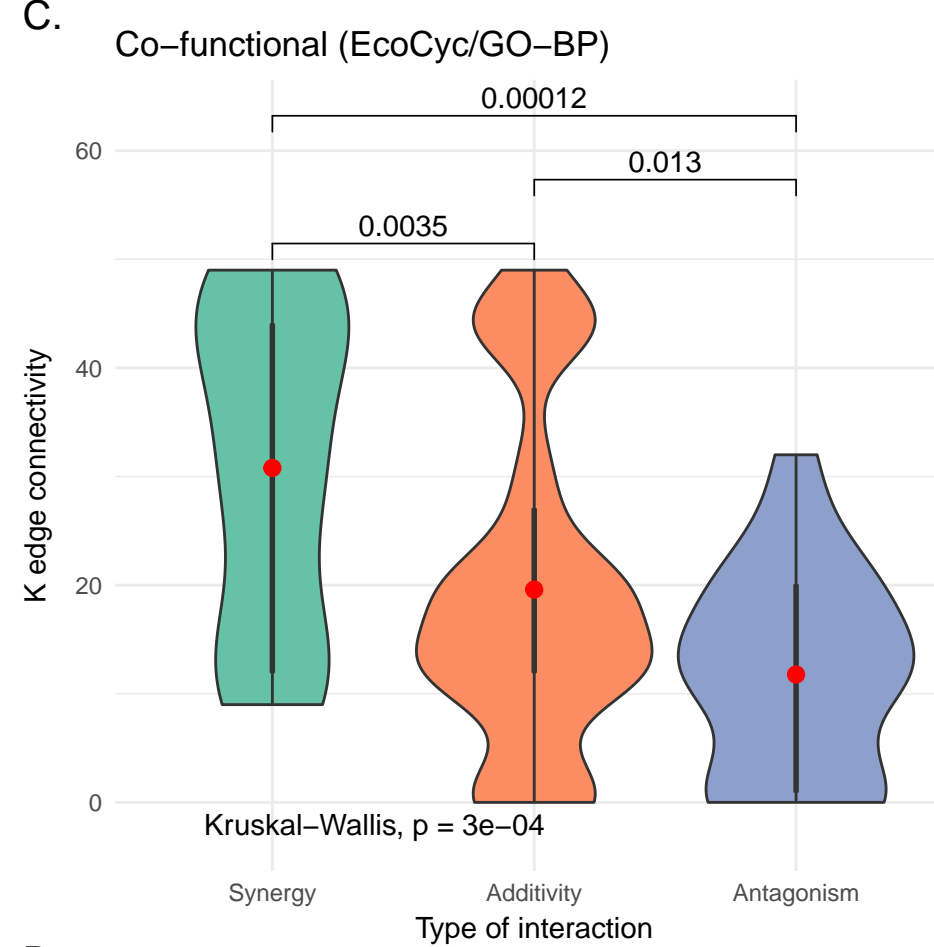 C.
Co−functional (EcoCyc/GO−BP)
0.00012
60
0.013
0.0035
40
K edge connectivity
20
0
Kruskal−Wallis, p = 3e−04
Synergy Additivity Antagonism
Type of interaction